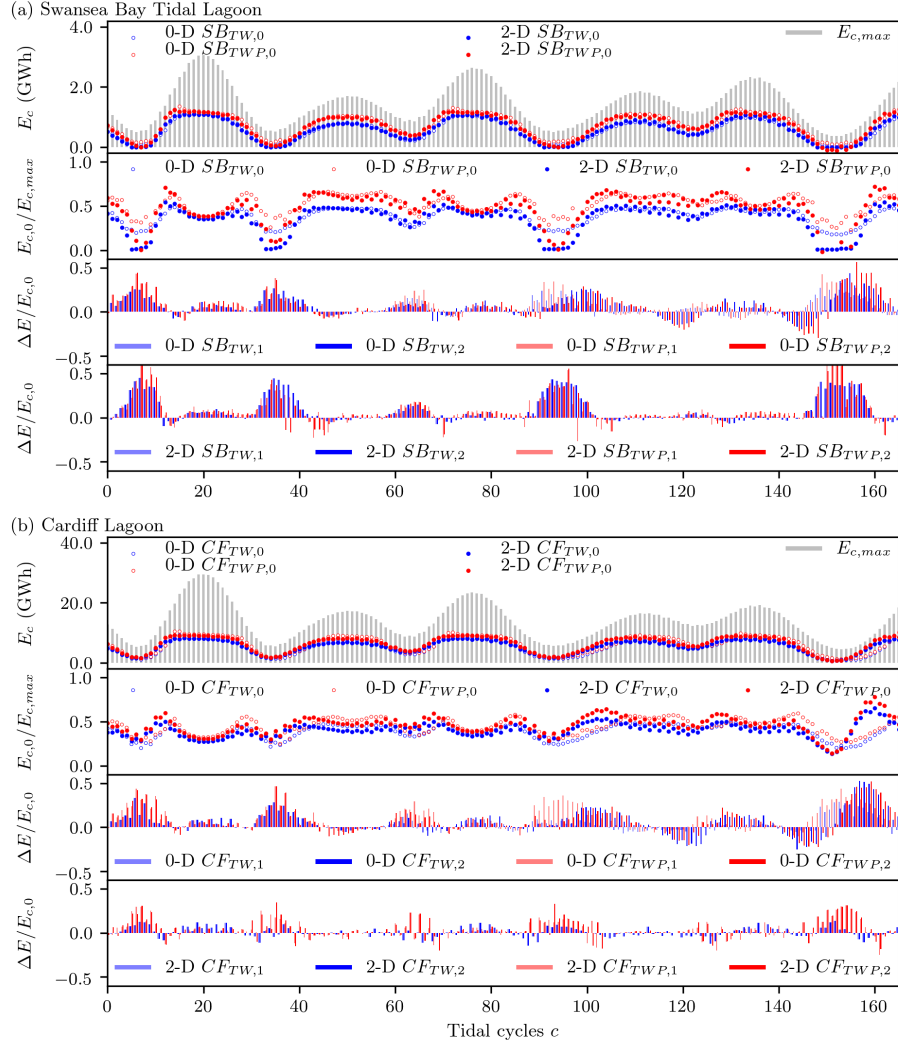 (a) Swansea Bay Tidal Lagoon
0-D SB_{TW,0} 2-D SB_{TW,0} E_{c,max}
0-D SB_{TWP,0} 2-D SB_{TWP,0}
E_c (GWh)
4.0
2.0
0.0
0-D SB_{TW,0} 0-D SB_{TWP,0} 2-D SB_{TW,0} 2-D SB_{TWP,0}
E_{c,0}/E_{c,max}
1.0
0.5
0.0
ΔE/E_{c,0}
0.5
0.0
−0.5
0-D SB_{TW,1} 0-D SB_{TW,2} 0-D SB_{TWP,1} 0-D SB_{TWP,2}
ΔE/E_{c,0}
0.5
0.0
−0.5
2-D SB_{TW,1} 2-D SB_{TW,2} 2-D SB_{TWP,1} 2-D SB_{TWP,2}
0 20 40 60 80 100 120 140 160
(b) Cardiff Lagoon
0-D CF_{TW,0} 2-D CF_{TW,0} E_{c,max}
0-D CF_{TWP,0} 2-D CF_{TWP,0}
E_c (GWh)
40.0
20.0
0.0
0-D CF_{TW,0} 0-D CF_{TWP,0} 2-D CF_{TW,0} 2-D CF_{TWP,0}
E_{c,0}/E_{c,max}
1.0
0.5
0.0
ΔE/E_{c,0}
0.5
0.0
−0.5
0-D CF_{TW,1} 0-D CF_{TW,2} 0-D CF_{TWP,1} 0-D CF_{TWP,2}
ΔE/E_{c,0}
0.5
0.0
−0.5
2-D CF_{TW,1} 2-D CF_{TW,2} 2-D CF_{TWP,1} 2-D CF_{TWP,2}
0 20 40 60 80 100 120 140 160
Tidal cycles c